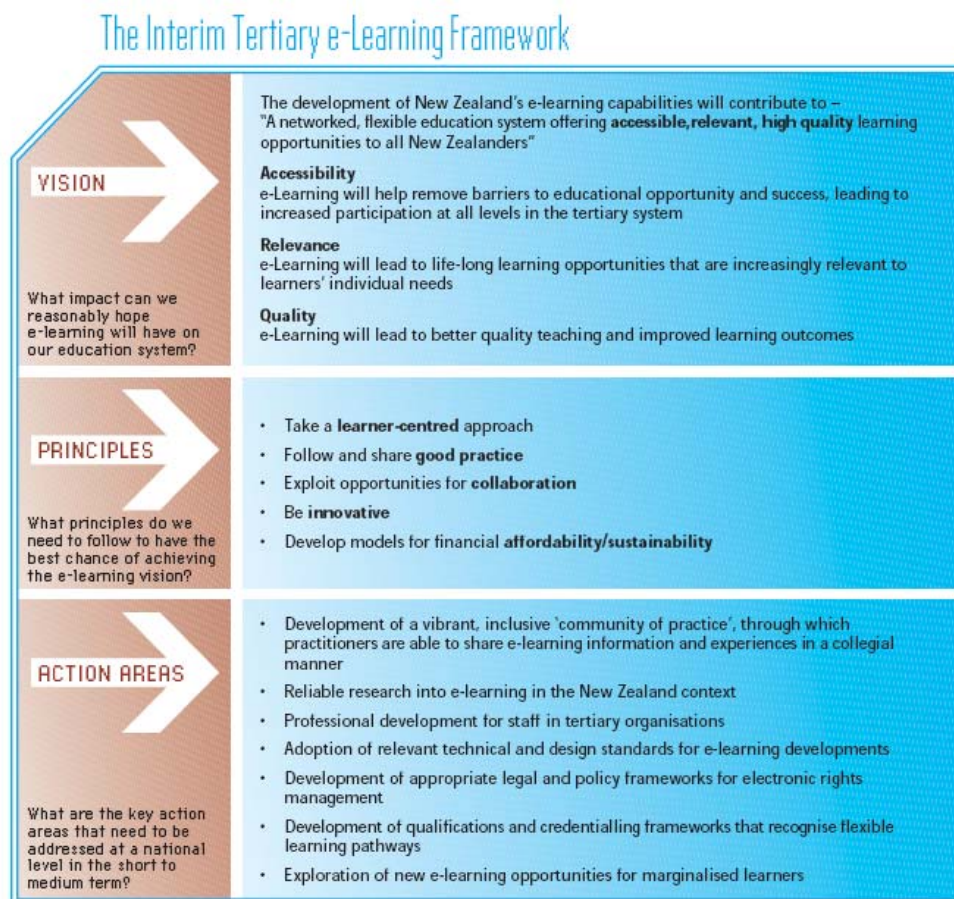 The Interim Tertiary e-Learning Framework
VISION
What impact can we
reasonably hope
e-learning will have on
our education system?
The development of New Zealand's e-learning capabilities will contribute to –
"A networked, flexible education system offering accessible,relevant, high quality learning
opportunities to all New Zealanders"
Accessibility
e-Learning will help remove barriers to educational opportunity and success, leading to
increased participation at all levels in the tertiary system
Relevance
e-Learning will lead to life-long learning opportunities that are increasingly relevant to
learners' individual needs
Quality
e-Learning will lead to better quality teaching and improved learning outcomes
PRINCIPLES
What principles do we
need to follow to have the
best chance of achieving
the e-learning vision?
• Take a learner-centred approach
• Follow and share good practice
• Exploit opportunities for collaboration
• Be innovative
• Develop models for financial affordability/sustainability
ACTION AREAS
What are the key action
areas that need to be
addressed at a national
level in the short to
medium term?
• Development of a vibrant, inclusive 'community of practice', through which
practitioners are able to share e-learning information and experiences in a collegial
manner
• Reliable research into e-learning in the New Zealand context
• Professional development for staff in tertiary organisations
• Adoption of relevant technical and design standards for e-learning developments
• Development of appropriate legal and policy frameworks for electronic rights
management
• Development of qualifications and credentialling frameworks that recognise flexible
learning pathways
• Exploration of new e-learning opportunities for marginalised learners